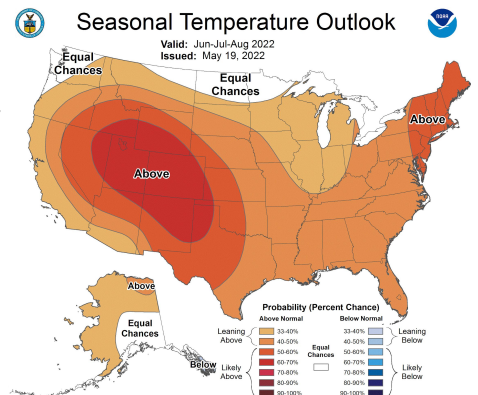 Seasonal Temperature Outlook
noaa
Valid: Jun-Jul-Aug 2022
Issued: May 19, 2022
Equal
Chances
Equal
Chances
Above
Above
Above
Equal
Chances
Below
Probability (Percent Chance)
Above Normal
Below Normal
Leaning
Above
33-40%
40-50%
Likely
Above
50-60%
60-70%
70-80%
80-90%
90-100%
Equal
Chances
33-40%
40-50%
Leaning
Below
50-60%
60-70%
70-80%
80-90%
90-100%
Likely
Below